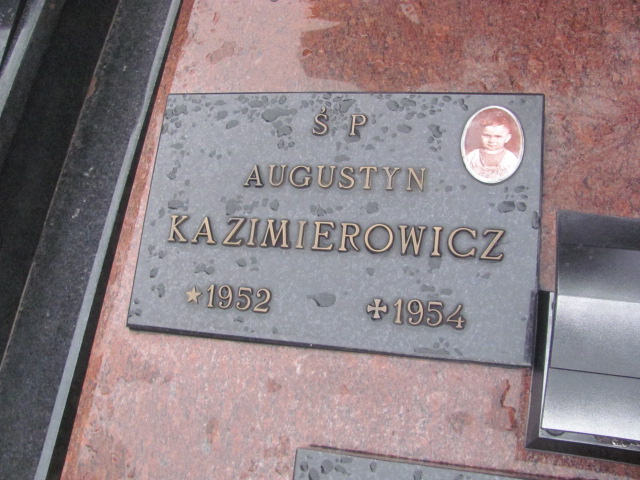 Ś P
AUGUSTYN
KAZIMIEROWICZ
★1952 ✠1954